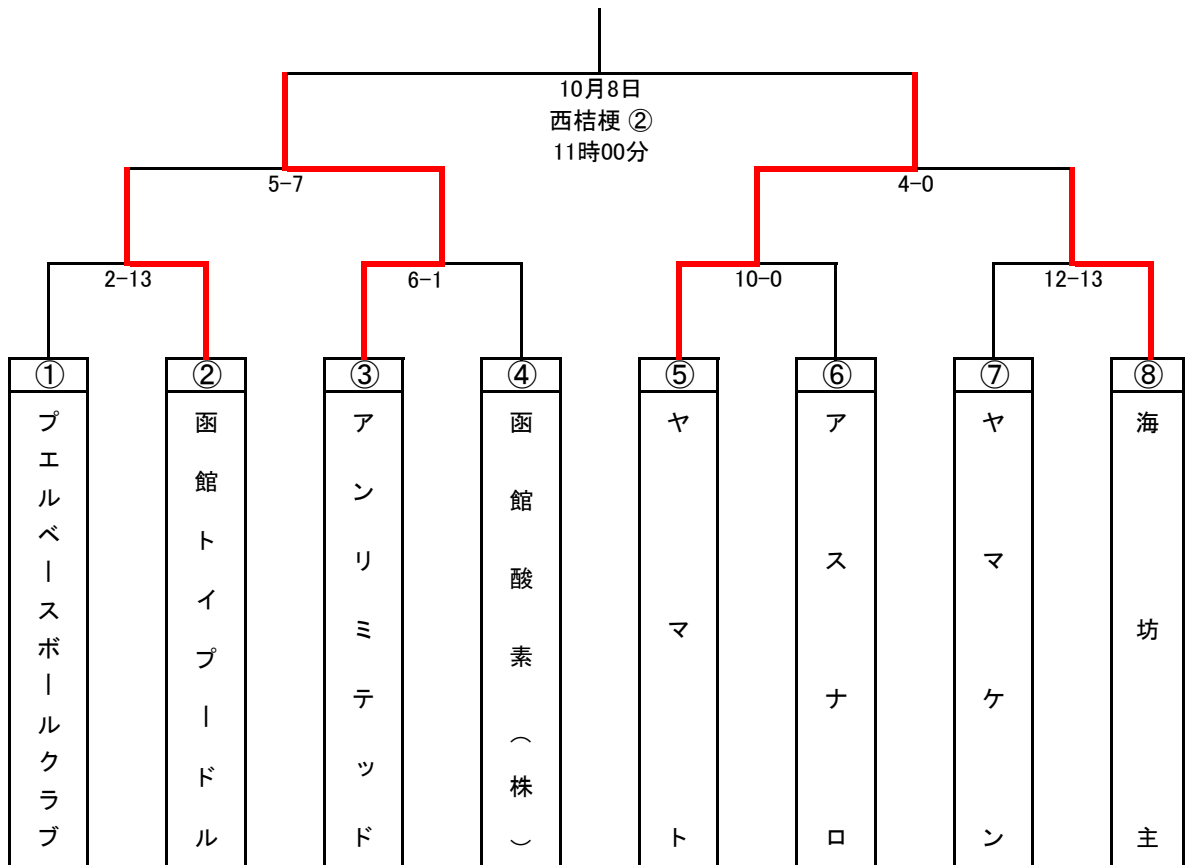 10月8日
西桔梗 ②
11時00分
5-7
4-0
2-13
6-1
10-0
12-13
①
②
③
④
⑤
⑥
⑦
⑧
プエルベースボールクラブ
函館トイプードル
アンリミテッド
函館酸素(株)
ヤマト
アスナロ
ヤマケン
海坊主